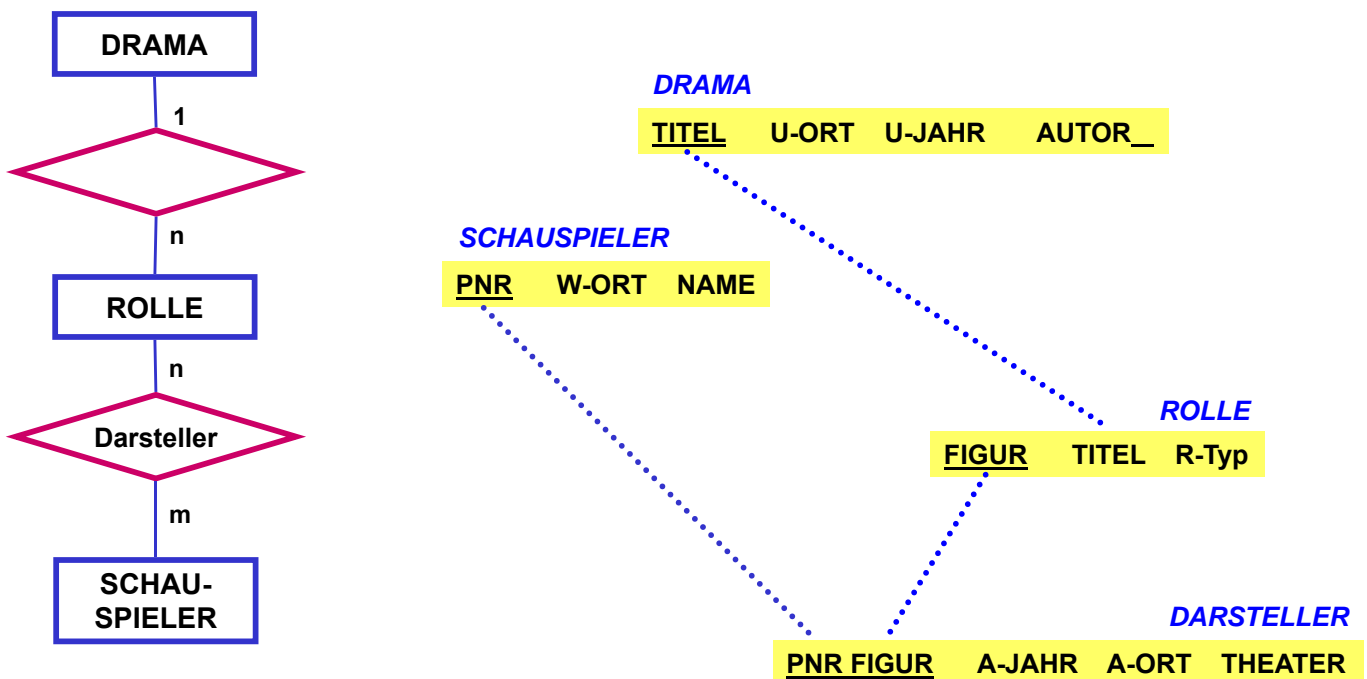 DRAMA
1
n
ROLLE
n
Darsteller
m
SCHAU-
SPIELER
DRAMA
TITEL U-ORT U-JAHR AUTOR_
SCHAUSPIELER
PNR W-ORT NAME
ROLLE
FIGUR TITEL R-Typ
DARSTELLER
PNR FIGUR A-JAHR A-ORT THEATER